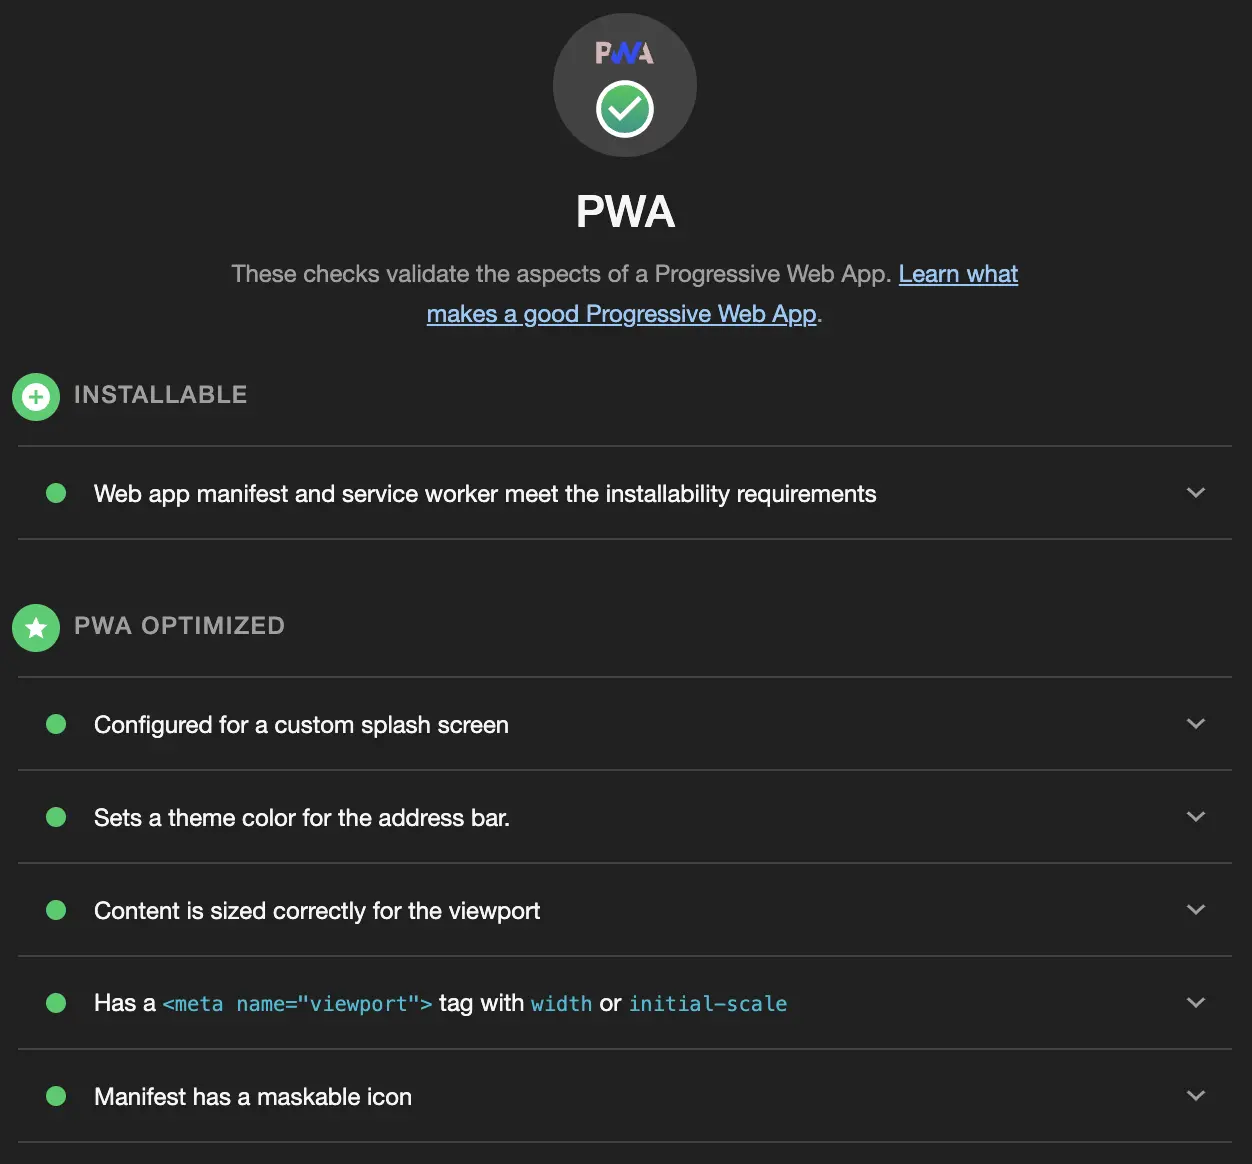 PWA
PWA
These checks validate the aspects of a Progressive Web App. Learn what
makes a good Progressive Web App.
INSTALLABLE
Web app manifest and service worker meet the installability requirements
PWA OPTIMIZED
Configured for a custom splash screen
Sets a theme color for the address bar.
Content is sized correctly for the viewport
Has a <meta name="viewport"> tag with width or initial-scale
Manifest has a maskable icon